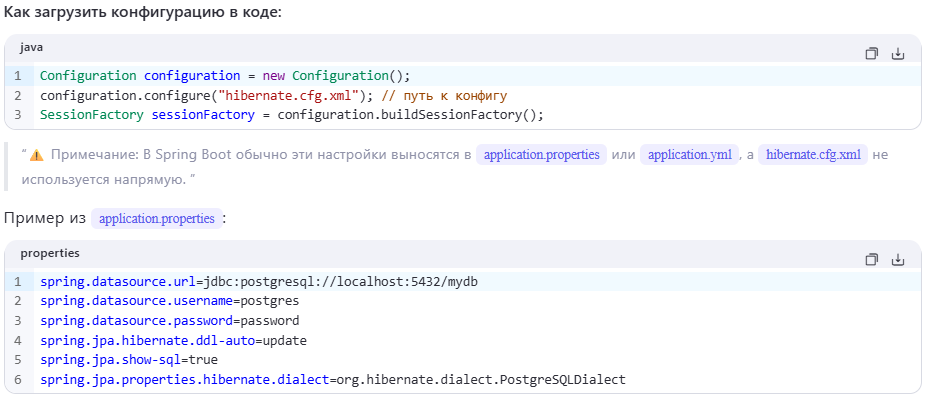 Как загрузить конфигурацию в коде:
java
1 Configuration configuration = new Configuration();
2 configuration.configure("hibernate.cfg.xml"); // путь к конфигу
3 SessionFactory sessionFactory = configuration.buildSessionFactory();
“⚠️ Примечание: В Spring Boot обычно эти настройки выносятся в application.properties или application.yml, а hibernate.cfg.xml не
используется напрямую. ”
Пример из application.properties:
properties
1 spring.datasource.url=jdbc:postgresql://localhost:5432/mydb
2 spring.datasource.username=postgres
3 spring.datasource.password=password
4 spring.jpa.hibernate.ddl-auto=update
5 spring.jpa.show-sql=true
6 spring.jpa.properties.hibernate.dialect=org.hibernate.dialect.PostgreSQLDialect